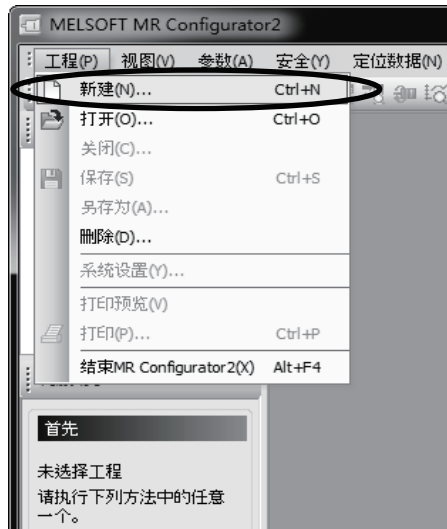 MELSOFT MR Configurator2
工程(P) 视图(V) 参数(A) 安全(Y) 定位数据(N)
新建(N)... Ctrl+N
打开(O)... Ctrl+O
关闭(C)...
保存(S) Ctrl+S
另存为(A)...
删除(D)...
系统设置(Y)...
打印预览(V)
打印(P)... Ctrl+P
结束MR Configurator2(X) Alt+F4
首先
未选择工程
请执行下列方法中的任意
一个。